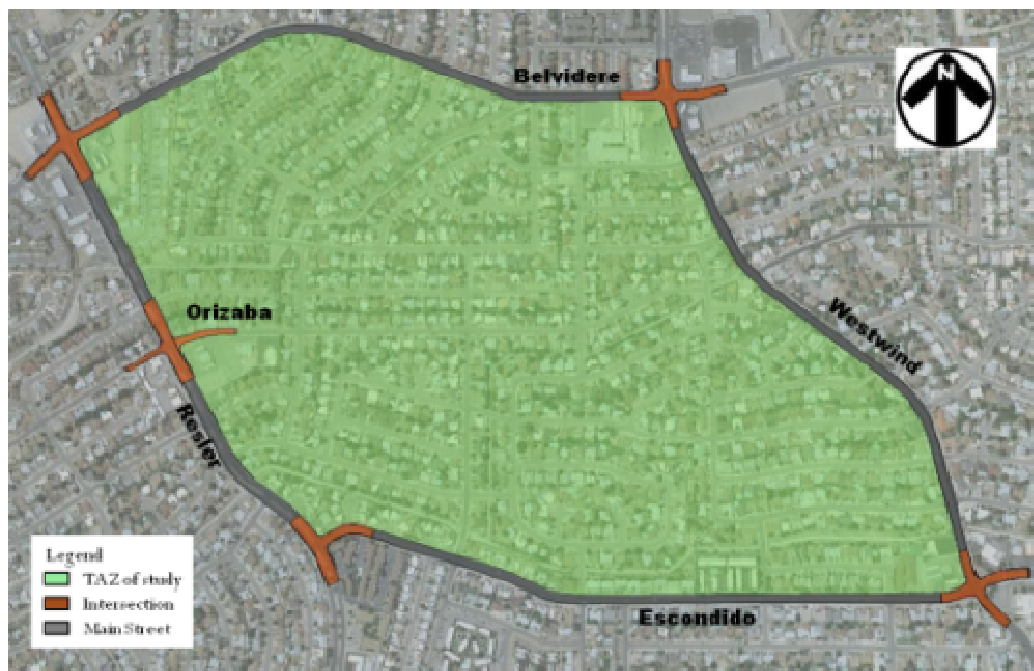 Belvidere
N
Orizaba
Westwind
Resler
Legend
TAZ of study
Intersection
Main Street
Escondido